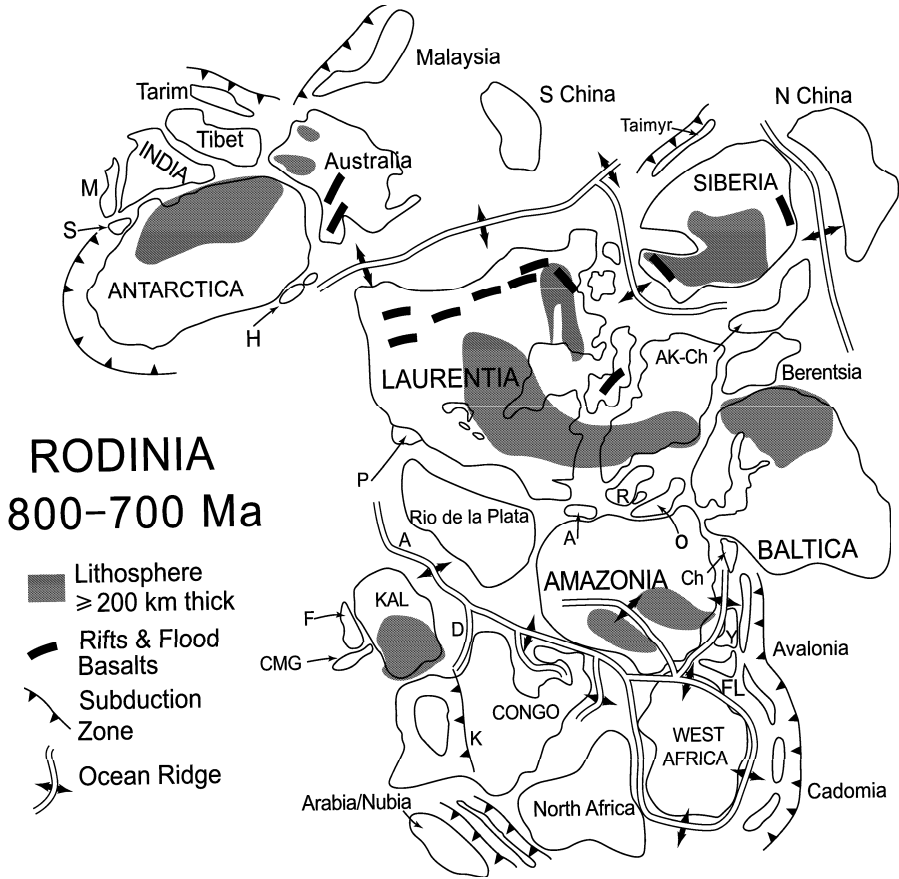 Malaysia
Tarim
S China
N China
Taimyr
Tibet
INDIA
Australia
M
SIBERIA
S
ANTARCTICA
H
LAURENTIA
AK-Ch
Berentsia
RODINIA
800–700 Ma
P
R
Rio de la Plata
A
A
O
BALTICA
Lithosphere
≥ 200 km thick
AMAZONIA
Ch
KAL
F
D
Rifts & Flood
Basalts
Y
Avalonia
CMG
Subduction
Zone
FL
CONGO
K
WEST
AFRICA
Ocean Ridge
Arabia/Nubia
North Africa
Cadomia